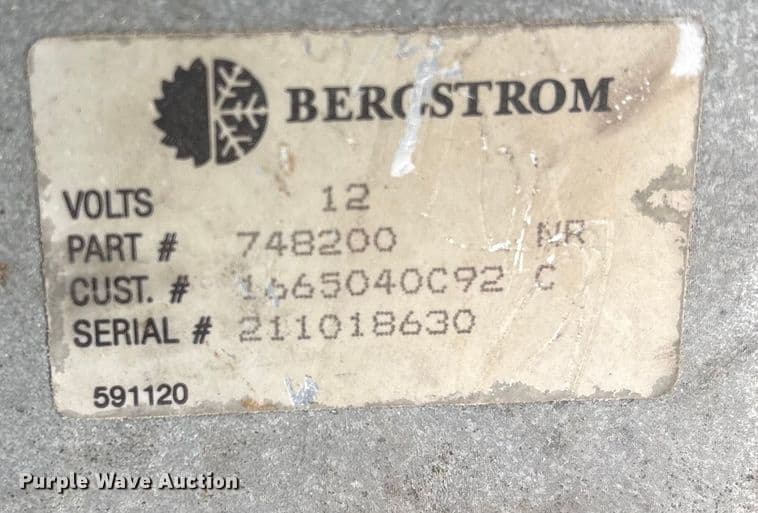 BERGSTROM
VOLTS 12
PART # 748200 NR
CUST. # 1665040C92 C
SERIAL # 211018630
591120
Purple Wave Auction